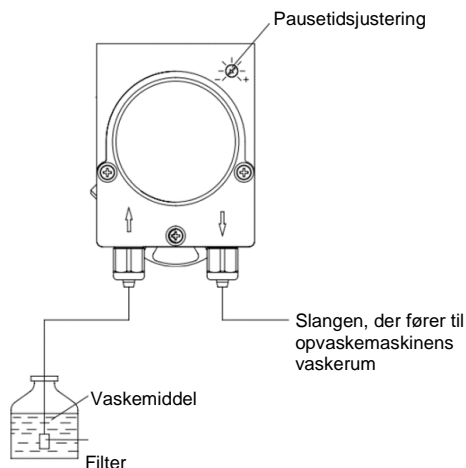 Pausetidsjustering
- +
Slangen, der fører til
opvaskemaskinens
vaskerum
Vaskemiddel
Filter